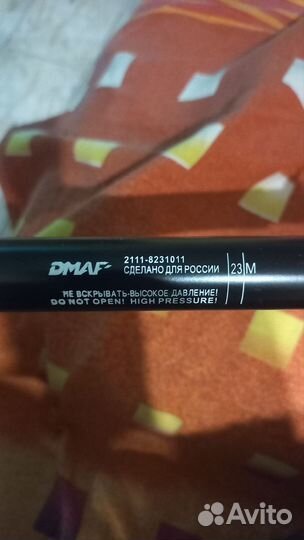 DMAF
2111-8231011
СДЕЛАНО ДЛЯ РОССИИ
23 M
НЕ ВСКРЫВАТЬ-ВЫСОКОЕ ДАВЛЕНИЕ!
DO NOT OPEN! HIGH PRESSURE!
Avito